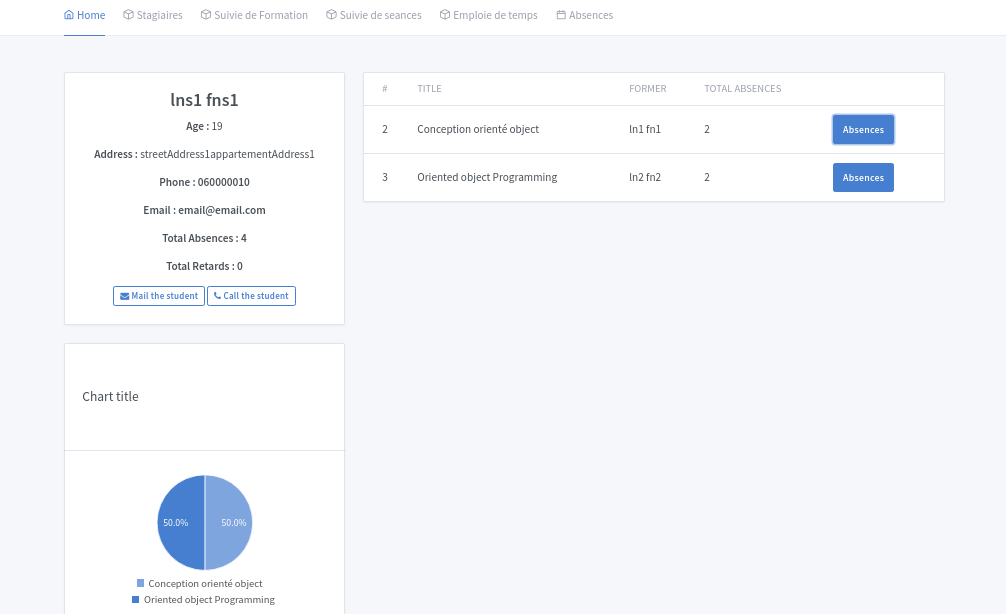 Home Stagiaires Suivie de Formation Suivie de seances Emploie de temps Absences
lns1 fns1
Age : 19
Address : streetAddress1appartementAddress1
Phone : 060000010
Email : email@email.com
Total Absences : 4
Total Retards : 0
Mail the student Call the student
# TITLE FORMER TOTAL ABSENCES
2 Conception orienté object ln1 fn1 2 Absences
3 Oriented object Programming ln2 fn2 2 Absences
Chart title
50.0% 50.0%
Conception orienté object
Oriented object Programming